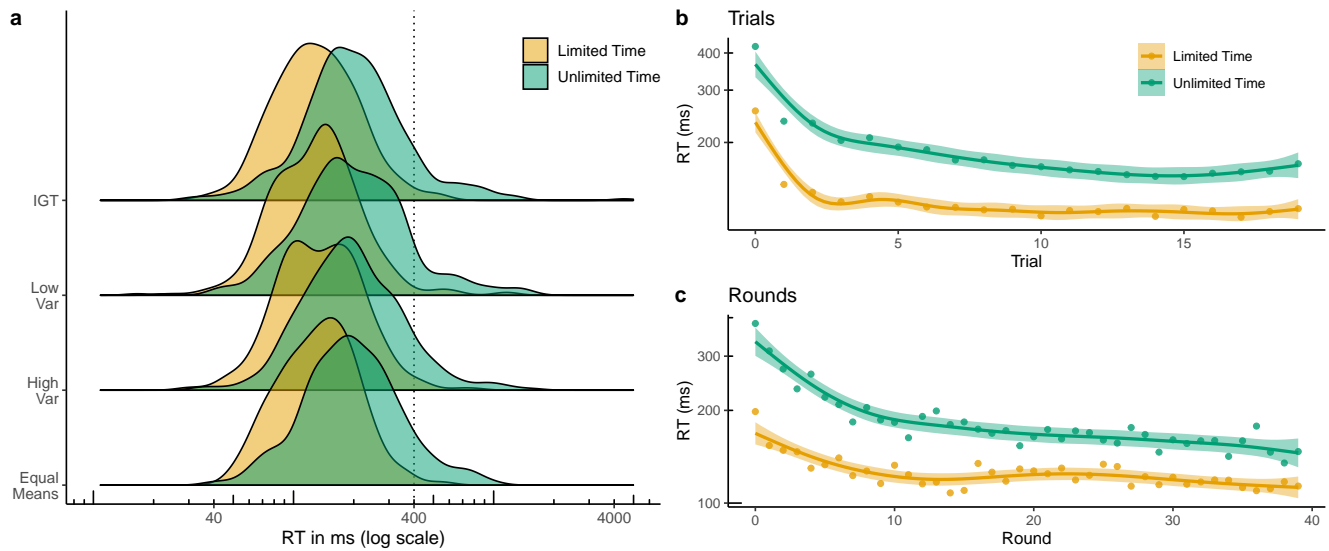 a
Limited Time
Unlimited Time
IGT
Low
Var
High
Var
Equal
Means
40
400
4000
RT in ms (log scale)
b
Trials
400
300
200
RT (ms)
Limited Time
Unlimited Time
0
5
10
15
Trial
c
Rounds
300
200
100
RT (ms)
0
10
20
30
40
Round